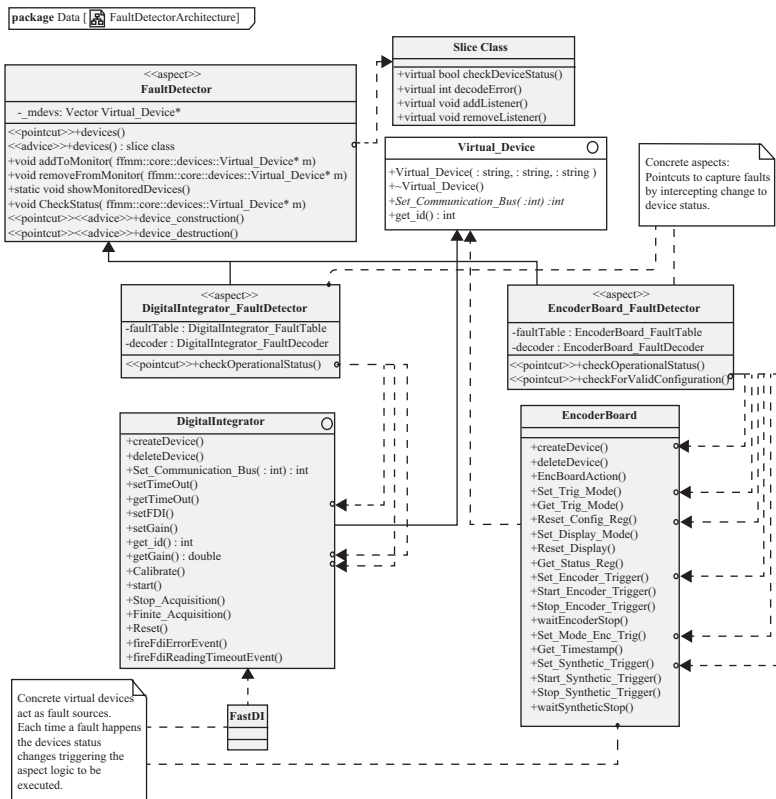 package Data [ FaultDetectorArchitecture]
Slice Class
+virtual bool checkDeviceStatus()
+virtual int decodeError()
+virtual void addListener()
+virtual void removeListener()
<<aspect>>
FaultDetector
-_mdevs: Vector Virtual_Device*
<<pointcut>>+devices()
<<advice>>+devices() : slice class
+void addToMonitor( ffmm::core::devices::Virtual_Device* m)
+void removeFromMonitor( ffmm::core::devices::Virtual_Device* m)
+static void showMonitoredDevices()
+void CheckStatus( ffmm::core::devices::Virtual_Device* m)
<<pointcut>><<advice>>+device_construction()
<<pointcut>><<advice>>+device_destruction()
Virtual_Device
+Virtual_Device( : string, : string, : string )
+~Virtual_Device()
+Set_Communication_Bus( :int) :int
+get_id() : int
Concrete aspects:
Pointcuts to capture faults
by intercepting change to
device status.
<<aspect>>
DigitalIntegrator_FaultDetector
-faultTable : DigitalIntegrator_FaultTable
-decoder : DigitalIntegrator_FaultDecoder
<<pointcut>>+checkOperationalStatus()
<<aspect>>
EncoderBoard_FaultDetector
-faultTable : EncoderBoard_FaultTable
-decoder : EncoderBoard_FaultDecoder
<<pointcut>>+checkOperationalStatus()
<<pointcut>>+checkForValidConfiguration()
DigitalIntegrator
+createDevice()
+deleteDevice()
+Set_Communication_Bus( : int) : int
+setTimeOut()
+getTimeOut()
+setFDI()
+setGain()
+get_id() : int
+getGain() : double
+Calibrate()
+start()
+Stop_Acquisition()
+Finite_Acquisition()
+Reset()
+fireFdiErrorEvent()
+fireFdiReadingTimeoutEvent()
EncoderBoard
+createDevice()
+deleteDevice()
+EncBoardAction()
+Set_Trig_Mode()
+Get_Trig_Mode()
+Reset_Config_Reg()
+Set_Display_Mode()
+Reset_Display()
+Get_Status_Reg()
+Set_Encoder_Trigger()
+Start_Encoder_Trigger()
+Stop_Encoder_Trigger()
+waitEncoderStop()
+Set_Mode_Enc_Trig()
+Get_Timestamp()
+Set_Synthetic_Trigger()
+Start_Synthetic_Trigger()
+Stop_Synthetic_Trigger()
+waitSyntheticStop()
Concrete virtual devices
act as fault sources.
Each time a fault happens
the devices status
changes triggering the
aspect logic to be
executed.
FastDI